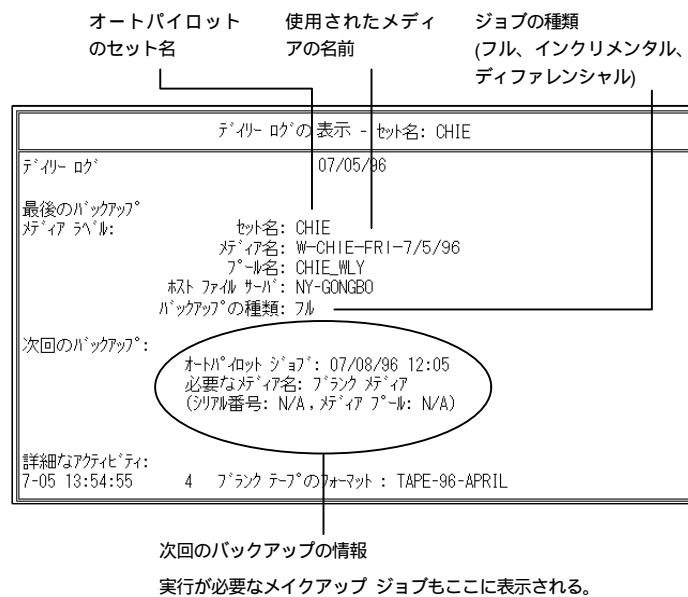 オートパイロット
のセット名
使用されたメディ
アの名前
ジョブの種類
(フル、インクリメンタル、
ディファレンシャル)
ﾃﾞｲﾘｰ ﾛｸﾞの表示 - ｾｯﾄ名: CHIE
ﾃﾞｲﾘｰ ﾛｸﾞ 07/05/96
最後のﾊﾞｯｸｱｯﾌﾟ
ﾒﾃﾞｨｱ ﾗﾍﾞﾙ: ｾｯﾄ名: CHIE
ﾒﾃﾞｨｱ名: W-CHIE-FRI-7/5/96
ﾌﾟｰﾙ名: CHIE_WLY
ﾎｽﾄ ﾌｧｲﾙ ｻｰﾊﾞ: NY-GONGBO
ﾊﾞｯｸｱｯﾌﾟの種類: ﾌﾙ
次回のﾊﾞｯｸｱｯﾌﾟ:
ｵｰﾄﾊﾟｲﾛｯﾄ ｼﾞｮﾌﾞ: 07/08/96 12:05
必要なﾒﾃﾞｨｱ名: ﾌﾞﾗﾝｸ ﾒﾃﾞｨｱ
(ｼﾘｱﾙ番号: N/A , ﾒﾃﾞｨｱ ﾌﾟｰﾙ: N/A)
詳細なｱｸﾃｨﾋﾞﾃｨ:
7-05 13:54:55 4 ﾌﾞﾗﾝｸ ﾃｰﾌﾟのﾌｫｰﾏｯﾄ : TAPE-96-APRIL
次回のバックアップの情報
実行が必要なメイクアップ ジョブもここに表示される。